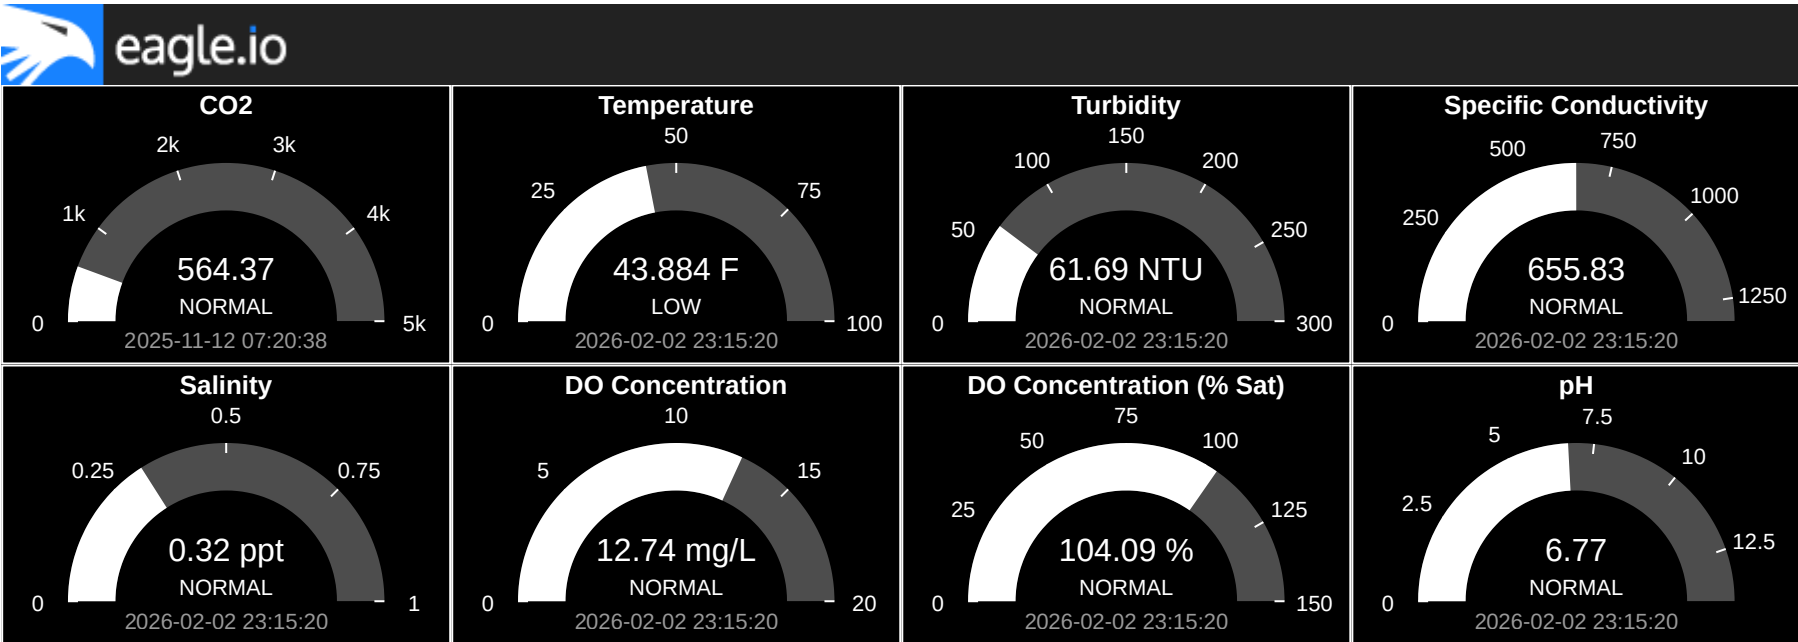 eagle.io
CO2
2k
3k
1k
4k
564.37
NORMAL
0
5k
2025-11-12 07:20:38
Temperature
50
25
75
43.884 F
LOW
0
100
2026-02-02 23:15:20
Turbidity
150
100
200
50
250
61.69 NTU
NORMAL
0
300
2026-02-02 23:15:20
Specific Conductivity
750
500
1000
250
655.83
1250
NORMAL
0
2026-02-02 23:15:20
Salinity
0.5
0.25
0.75
0.32 ppt
NORMAL
0
1
2026-02-02 23:15:20
DO Concentration
10
5
15
12.74 mg/L
NORMAL
0
20
2026-02-02 23:15:20
DO Concentration (% Sat)
75
50
100
25
125
104.09 %
NORMAL
0
150
2026-02-02 23:15:20
pH
7.5
5
10
2.5
12.5
6.77
NORMAL
0
2026-02-02 23:15:20